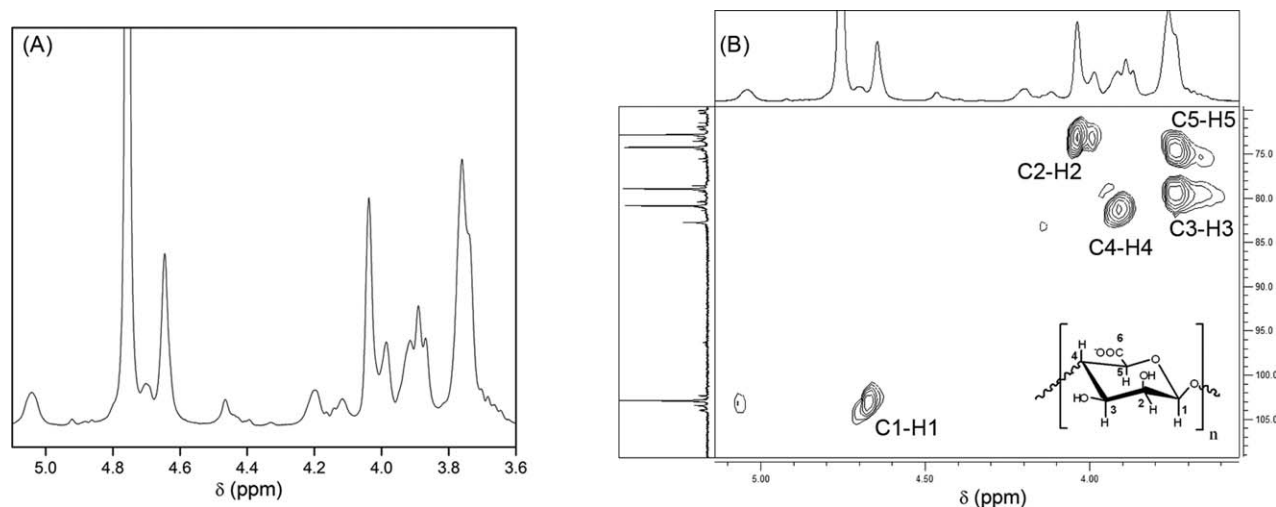 (A)
5.0 4.8 4.6 4.4 4.2 4.0 3.8 3.6
δ (ppm)
(B)
C5-H5
C2-H2
C3-H3
C4-H4
C1-H1
75.0
80.0
85.0
90.0
95.0
100.0
105.0
H
4
-OOC
6
5
H
O
OH
HO
3
H
2
H
1
H
O
n
5.00 4.50 4.00
δ (ppm)